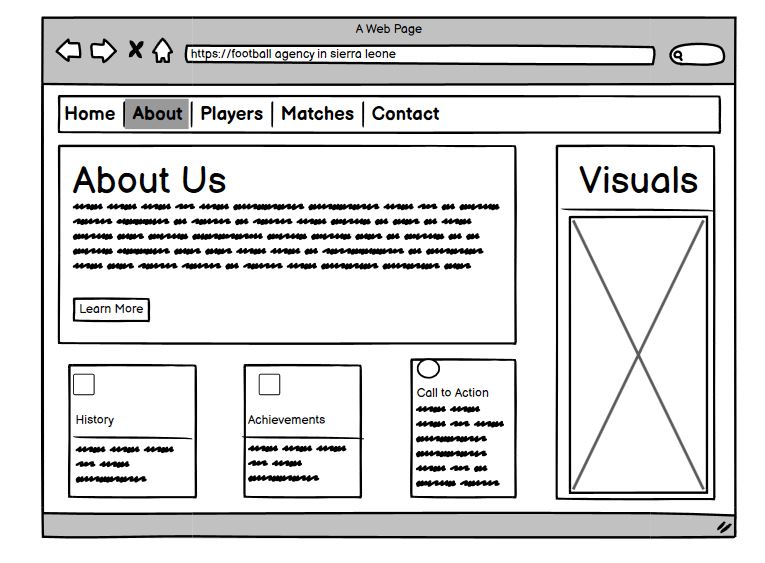 A Web Page
https://football agency in sierra leone
Home About Players Matches Contact
About Us
Learn More
Visuals
History
Achievements
Call to Action